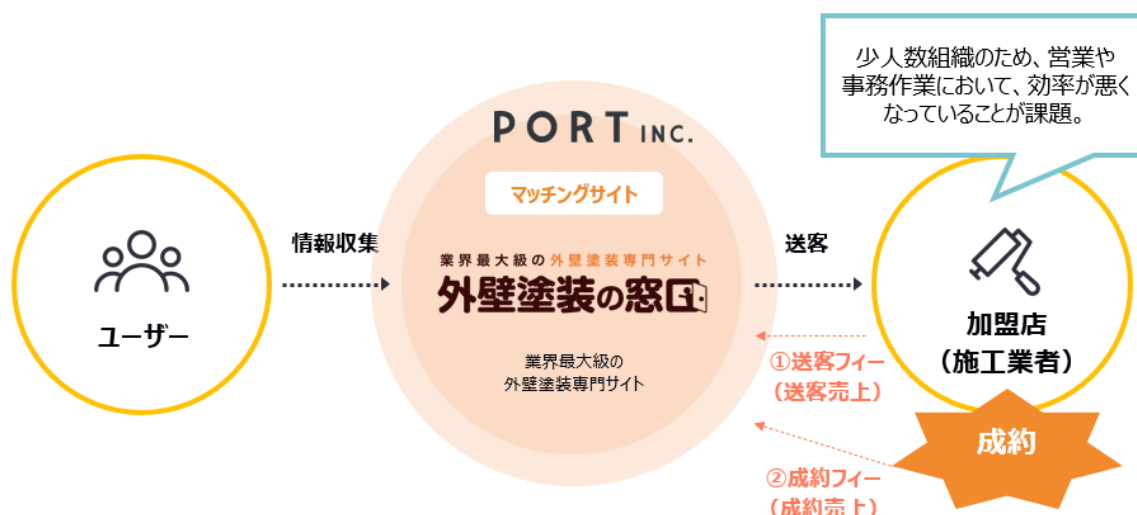 少人数組織のため、営業や
事務作業において、効率が悪く
なっていることが課題。
PORT INC.
マッチングサイト
情報収集
送客
業界最大級の外壁塗装専門サイト
外壁塗装の窓口
ユーザー
加盟店
（施工業者）
業界最大級の
外壁塗装専門サイト
①送客フィー
（送客売上）
成約
②成約フィー
（成約売上）